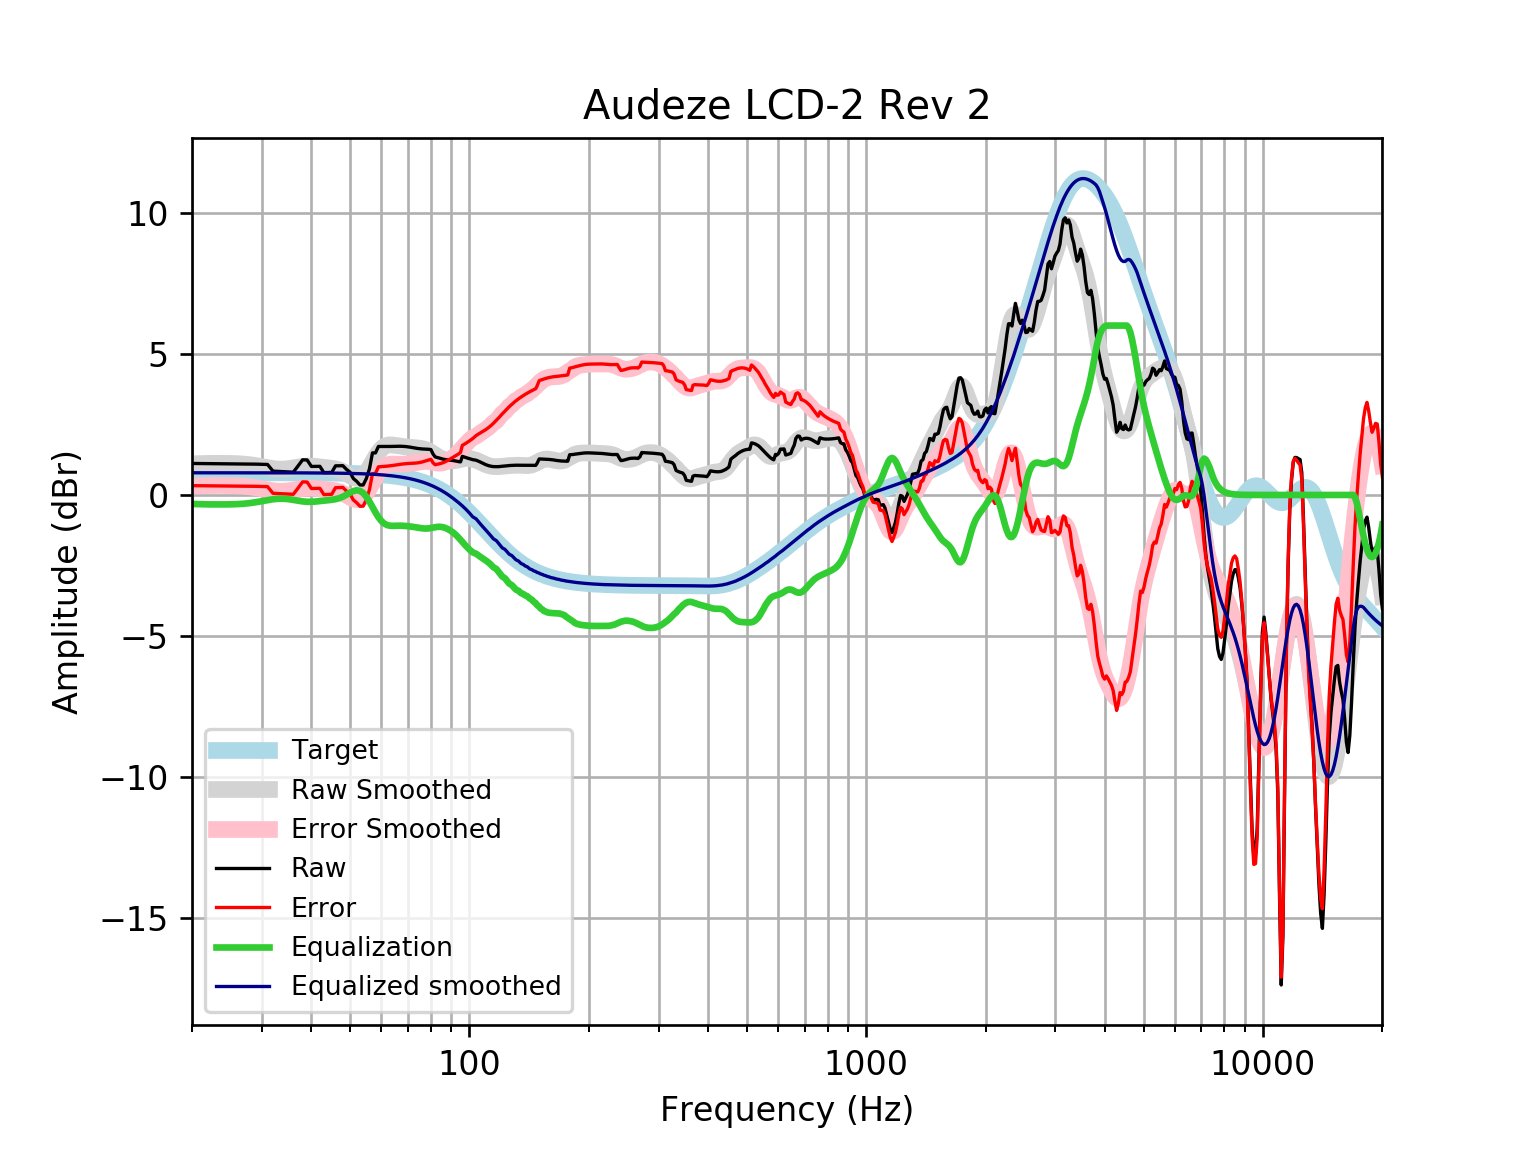 Audeze LCD-2 Rev 2
Amplitude (dBr)
10
5
0
−5
−10
−15
Target
Raw Smoothed
Error Smoothed
Raw
Error
Equalization
Equalized smoothed
100
1000
10000
Frequency (Hz)